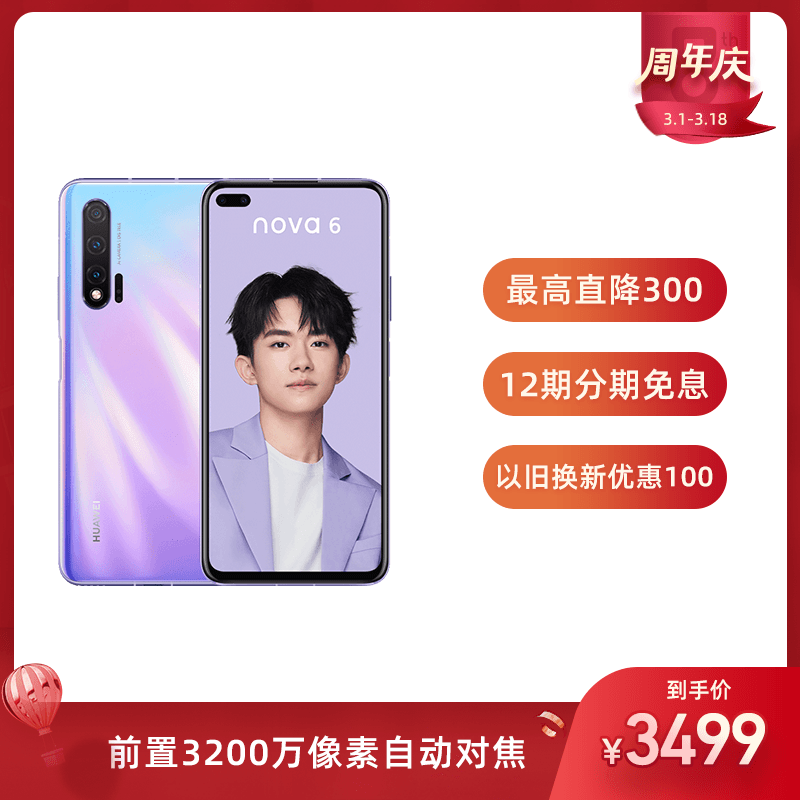 th
周年庆
3.1-3.18
nova 6
HUAWEI
最高直降300
12期分期免息
以旧换新优惠100
到手价
¥3499
前置3200万像素自动对焦